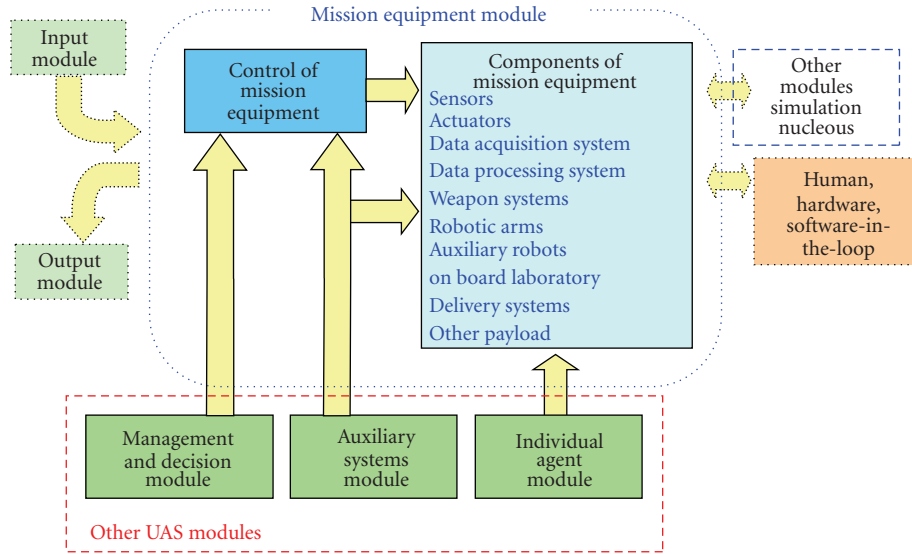 Mission equipment module
Input
module
Output
module
Control of
mission
equipment
Components of
mission equipment
Sensors
Actuators
Data acquisition system
Data processing system
Weapon systems
Robotic arms
Auxiliary robots
on board laboratory
Delivery systems
Other payload
Other
modules
simulation
nucleous
Human,
hardware,
software-in-
the-loop
Management
and decision
module
Auxiliary
systems
module
Individual
agent
module
Other UAS modules